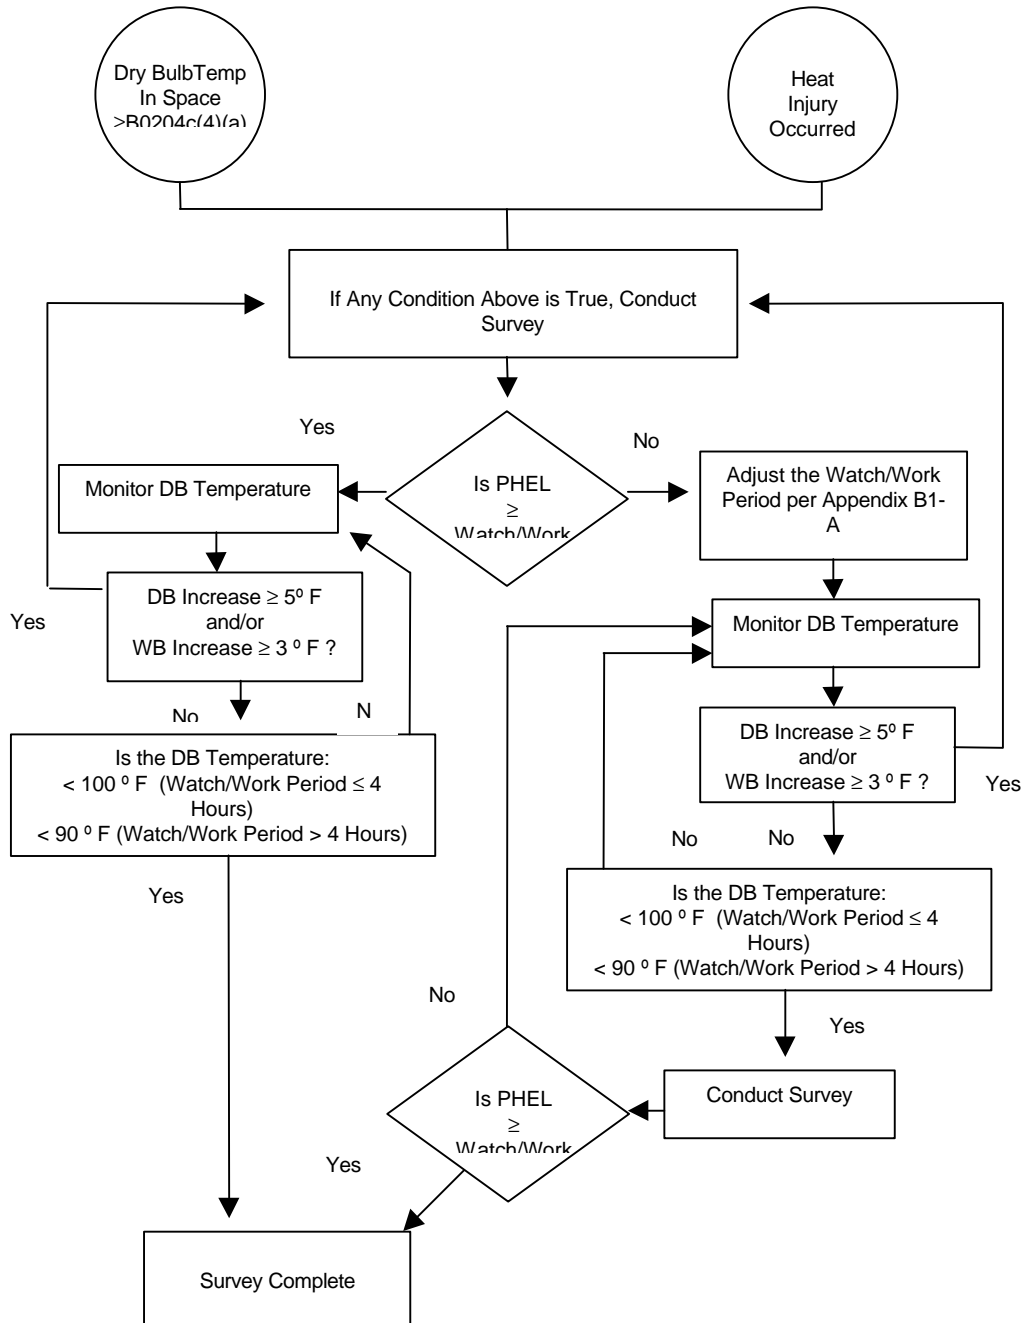 Dry BulbTemp
In Space
≥B0204c(4)(a)
Heat
Injury
Occurred
If Any Condition Above is True, Conduct
Survey
Yes
No
Is PHEL
≥
Watch/Work
Monitor DB Temperature
Adjust the Watch/Work
Period per Appendix B1-
A
DB Increase ≥ 5º F
and/or
WB Increase ≥ 3 º F ?
Yes
Monitor DB Temperature
No
N
Is the DB Temperature:
< 100 º F (Watch/Work Period ≤ 4
Hours)
< 90 º F (Watch/Work Period > 4 Hours)
DB Increase ≥ 5º F
and/or
WB Increase ≥ 3 º F ?
Yes
No
No
Yes
Is the DB Temperature:
< 100 º F (Watch/Work Period ≤ 4
Hours)
< 90 º F (Watch/Work Period > 4 Hours)
No
Yes
Is PHEL
≥
Watch/Work
Conduct Survey
Yes
Survey Complete